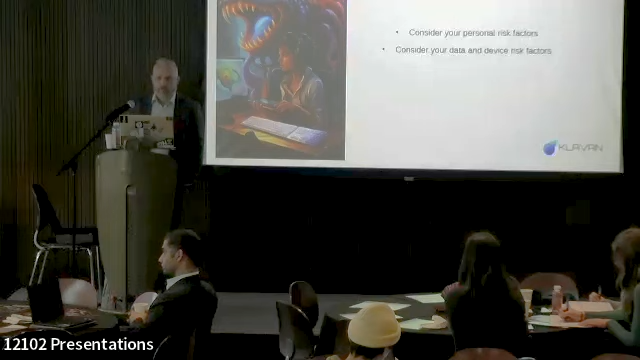 • Consider your personal risk factors
• Consider your data and device risk factors
KLAVAN
12102 Presentations